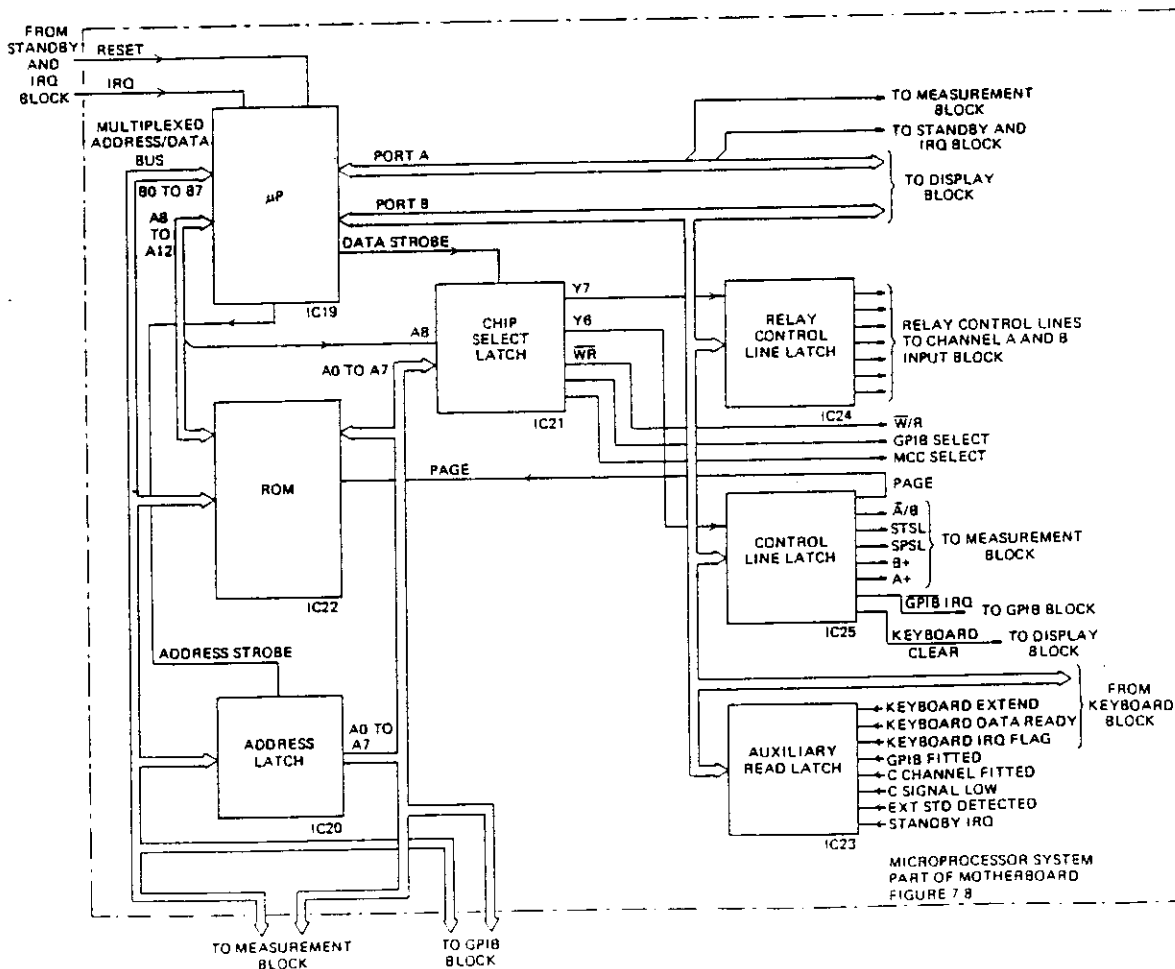 FROM
STANDBY
AND
IRQ
BLOCK
RESET
IRQ
MULTIPLEXED
ADDRESS/DATA
BUS
B0 TO B7
A8
TO
A12
µP
IC19
PORT A
PORT B
DATA STROBE
TO MEASUREMENT
BLOCK
TO STANDBY AND
IRQ BLOCK
TO DISPLAY
BLOCK
A8
A0 TO A7
CHIP
SELECT
LATCH
IC21
Y7
Y6
W̅R̅
RELAY
CONTROL
LINE LATCH
IC24
RELAY CONTROL LINES
TO CHANNEL A AND B
INPUT BLOCK
W̅/R
GPIB SELECT
MCC SELECT
ROM
IC22
PAGE
PAGE
CONTROL
LINE LATCH
IC25
A̅/B
STSL
SPSL
B+
A+
TO MEASUREMENT
BLOCK
G̅P̅I̅B̅ IRQ
TO GPIB BLOCK
KEYBOARD
CLEAR
TO DISPLAY
BLOCK
ADDRESS STROBE
ADDRESS
LATCH
IC20
A0 TO
A7
AUXILIARY
READ LATCH
IC23
KEYBOARD EXTEND
KEYBOARD DATA READY
KEYBOARD IRQ FLAG
GPIB FITTED
C CHANNEL FITTED
C SIGNAL LOW
EXT STD DETECTED
STANDBY IRQ
FROM
KEYBOARD
BLOCK
MICROPROCESSOR SYSTEM
PART OF MOTHERBOARD
FIGURE 7.8
TO MEASUREMENT
BLOCK
TO GPIB
BLOCK